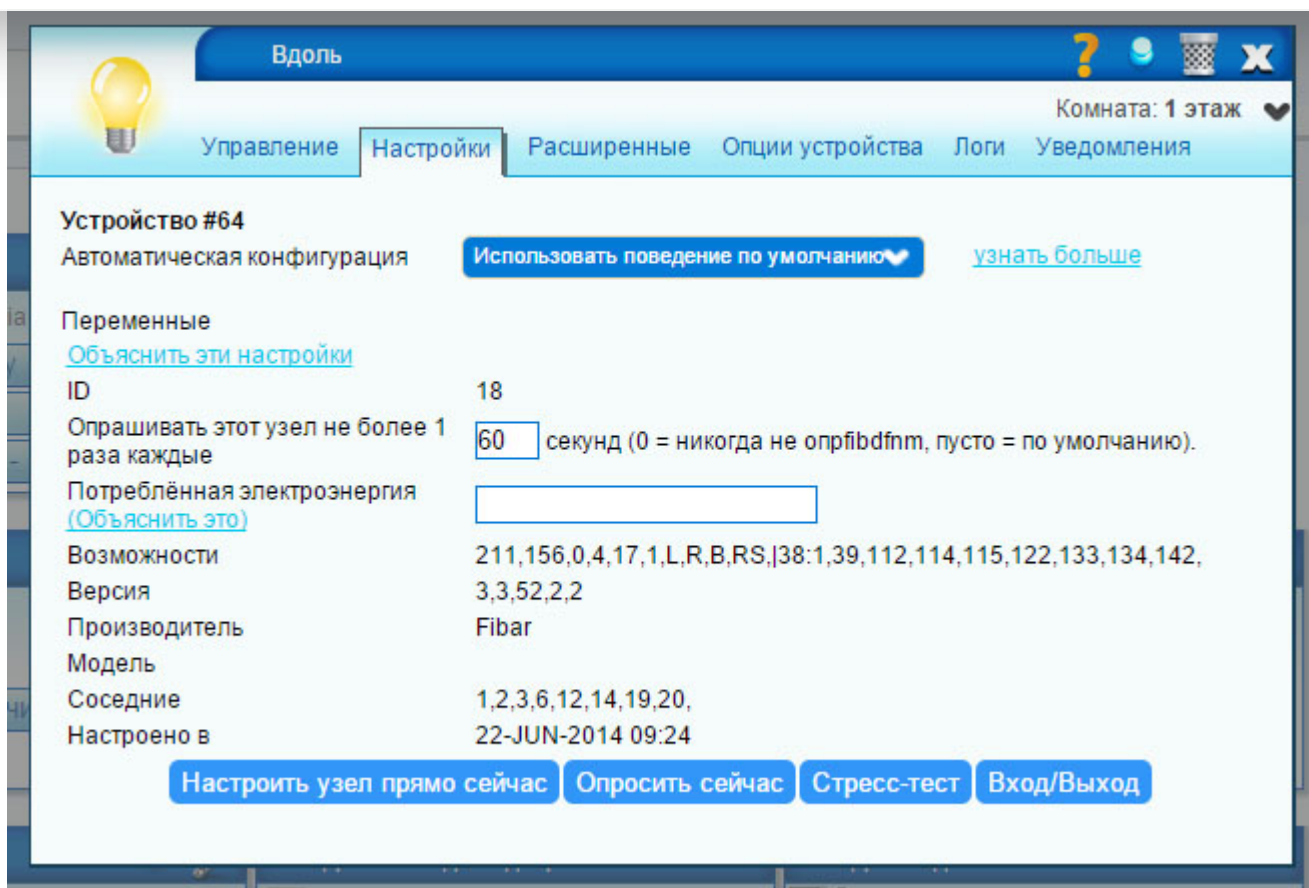 Вдоль
Комната: 1 этаж
Управление Настройки Расширенные Опции устройства Логи Уведомления
Устройство #64
Автоматическая конфигурация Использовать поведение по умолчанию узнать больше
Переменные
Объяснить эти настройки
ID 18
Опрашивать этот узел не более 1
раза каждые 60 секунд (0 = никогда не опрfibdfnm, пусто = по умолчанию).
Потреблённая электроэнергия
(Объяснить это)
Возможности 211,156,0,4,17,1,L,R,B,RS,|38:1,39,112,114,115,122,133,134,142,
Версия 3,3,52,2,2
Производитель Fibar
Модель
Соседние 1,2,3,6,12,14,19,20,
Настроено в 22-JUN-2014 09:24
Настроить узел прямо сейчас Опросить сейчас Стресс-тест Вход/Выход